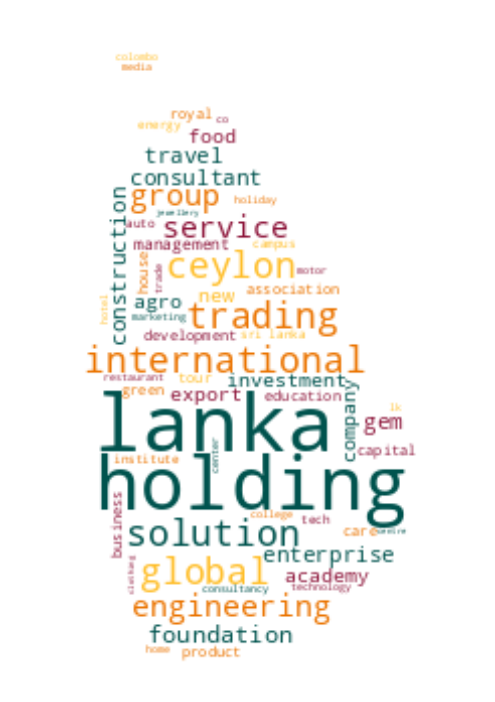 colombo
media
royal
co
energy
food
travel
consultant
group
holiday
jewellery
auto
service
construction
management
campus
house
trade
ceylon
motor
association
hotel
agro
new
marketing
trading
development
sri lanka
international
restaurant
tour
investment
green
export
education
company
lanka
lk
gem
center
capital
institute
holding
business
college
tech
solution
care
centre
enterprise
clothing
global
academy
consultancy
technology
engineering
foundation
home
product